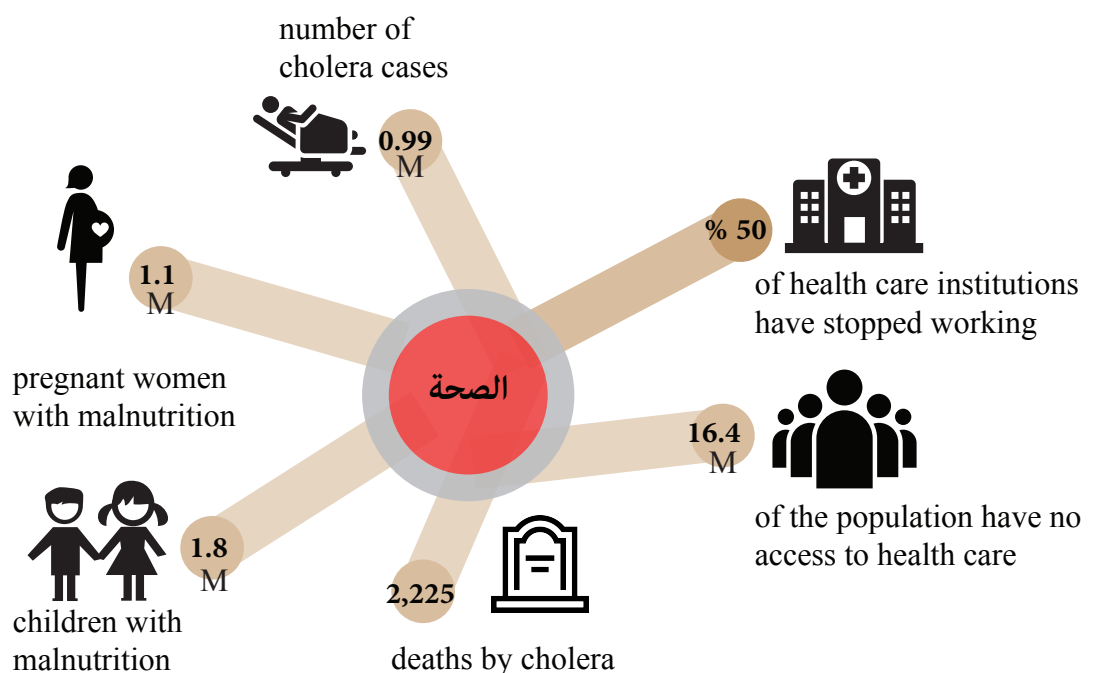 number of
cholera cases
0.99
M
% 50
of health care institutions
have stopped working
1.1
M
pregnant women
with malnutrition
الصحة
16.4
M
of the population have no
access to health care
1.8
M
children with
malnutrition
2,225
deaths by cholera